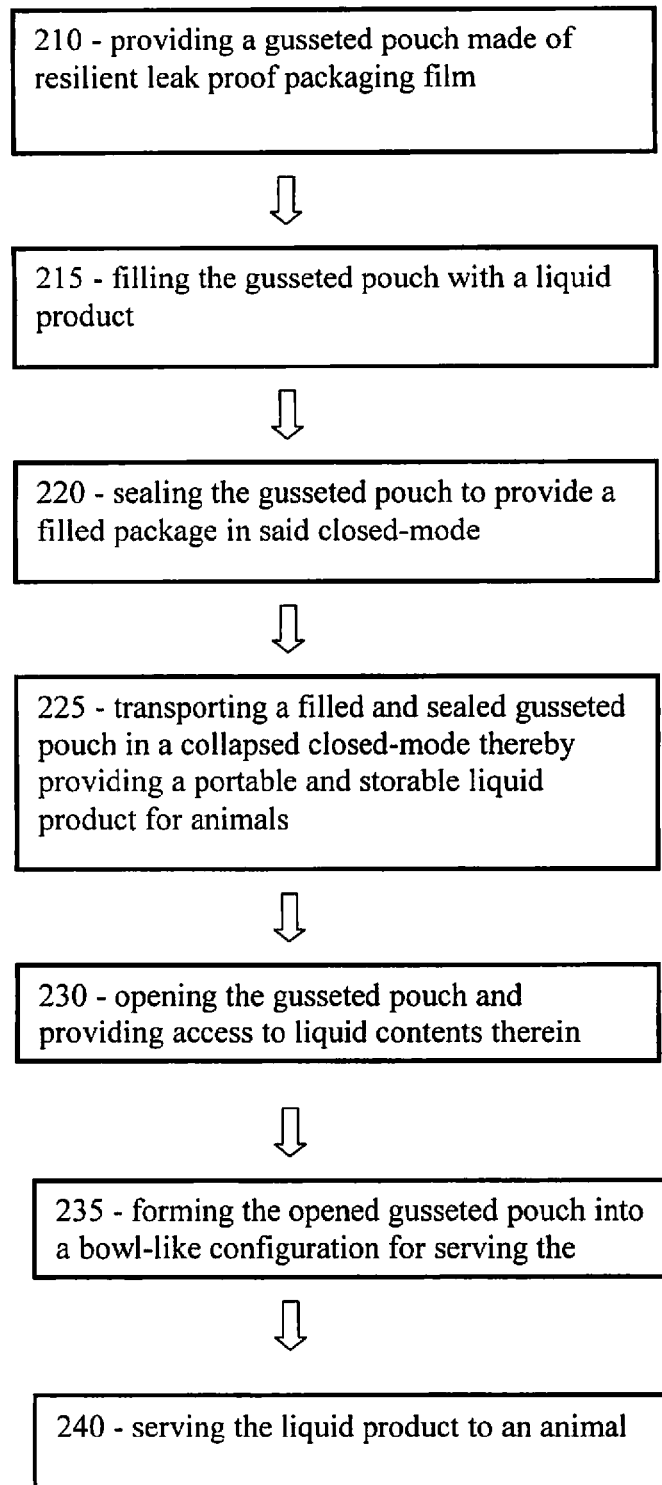 210 - providing a gusseted pouch made of
resilient leak proof packaging film
215 - filling the gusseted pouch with a liquid
product
220 - sealing the gusseted pouch to provide a
filled package in said closed-mode
225 - transporting a filled and sealed gusseted
pouch in a collapsed closed-mode thereby
providing a portable and storable liquid
product for animals
230 - opening the gusseted pouch and
providing access to liquid contents therein
235 - forming the opened gusseted pouch into
a bowl-like configuration for serving the
240 - serving the liquid product to an animal